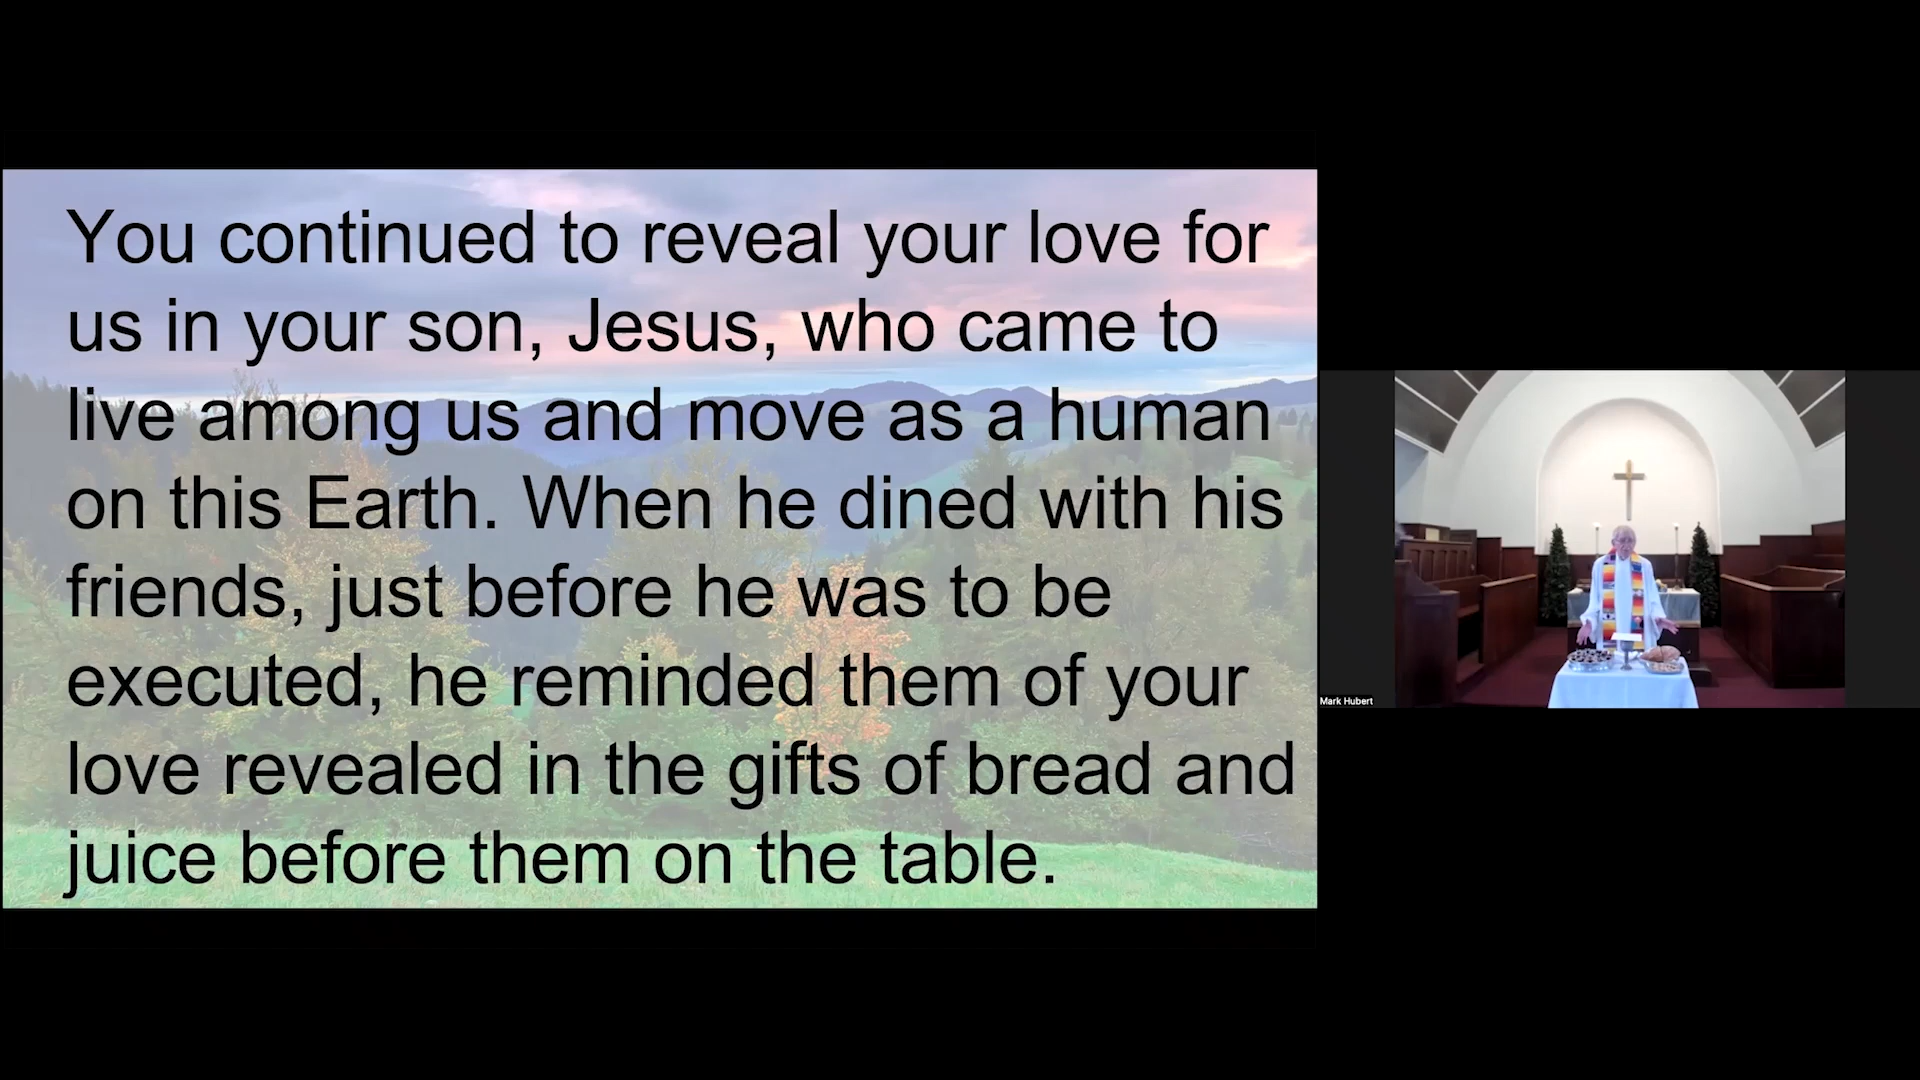 You continued to reveal your love for
us in your son, Jesus, who came to
live among us and move as a human
on this Earth. When he dined with his
friends, just before he was to be
executed, he reminded them of your
love revealed in the gifts of bread and
juice before them on the table.
Mark Hubert